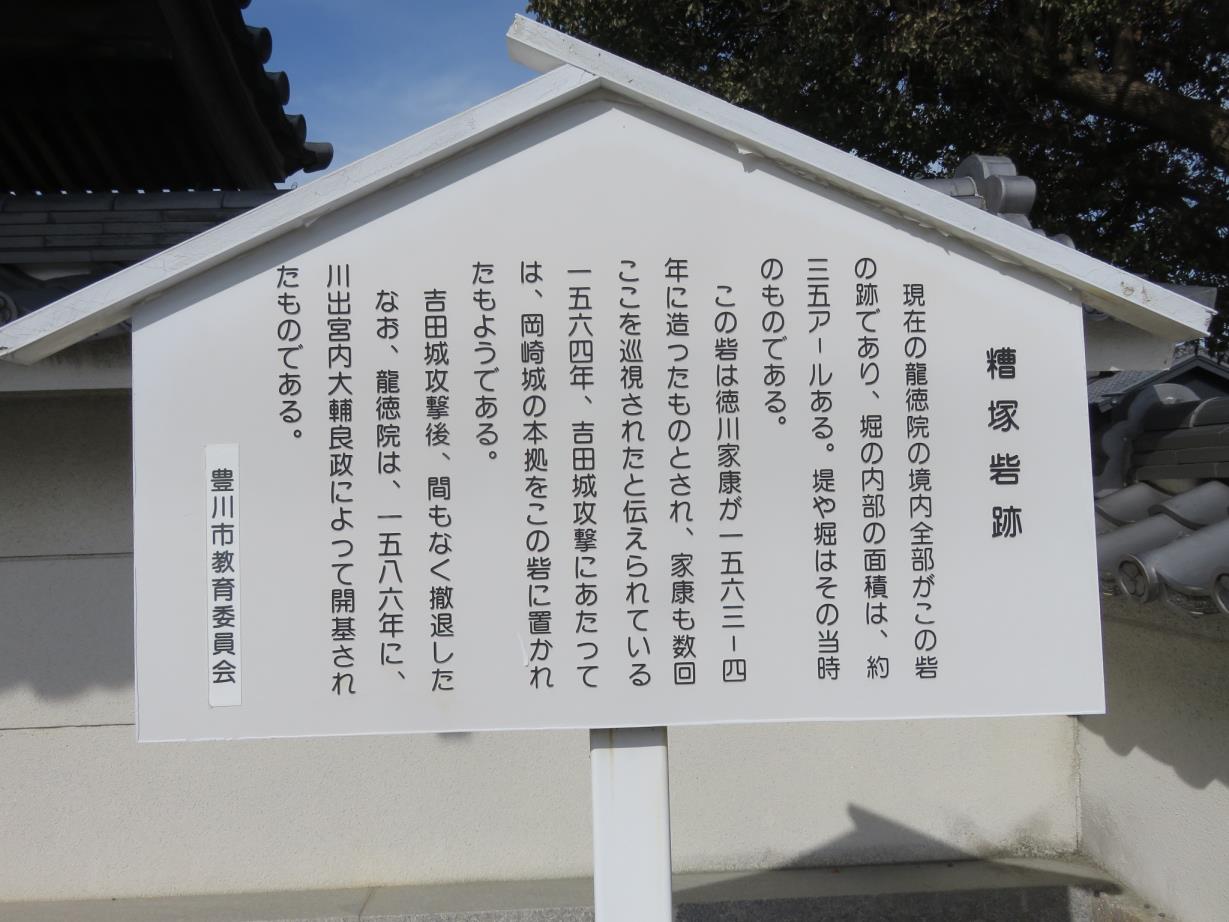 糟塚砦跡
現在の龍徳院の境内全部がこの砦
の跡であり、堀の内部の面積は、約
三五アールある。堤や堀はその当時
のものである。
この砦は徳川家康が一五六三-四
年に造ったものとされ、家康も数回
ここを巡視されたと伝えられている
一五六四年、吉田城攻撃にあたって
は、岡崎城の本拠をこの砦に置かれ
たもようである。
吉田城攻撃後、間もなく撤退した
なお、龍徳院は、一五八六年に、
川出宮内大輔良政によって開基され
たものである。
豊川市教育委員会